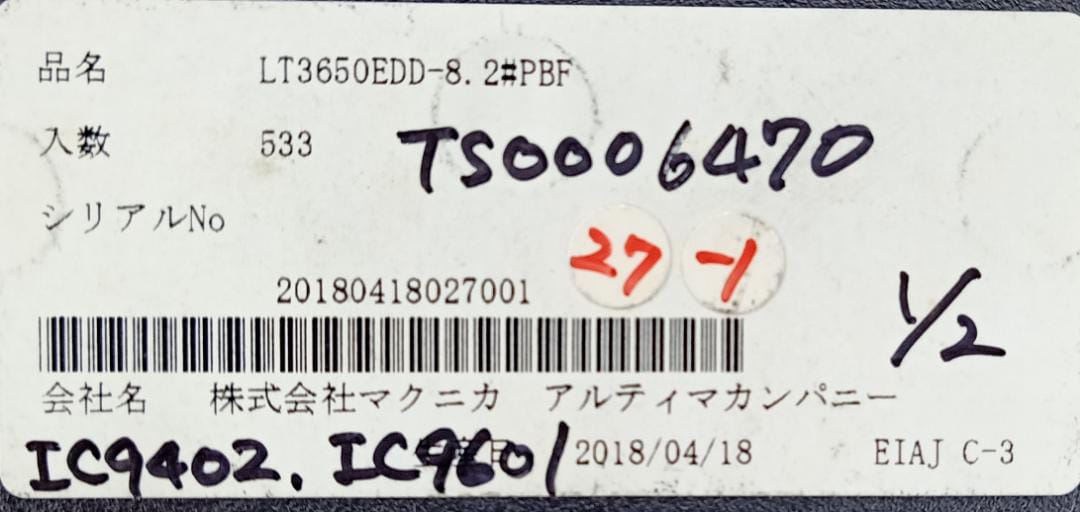 品名 LT3650EDD-8.2#PBF
入数 533 TS0006470
シリアルNo
27 -1
20180418027001
1/2
会社名 株式会社マクニカ アルティマカンパニー
IC9402, IC9601 2018/04/18 EIAJ C-3